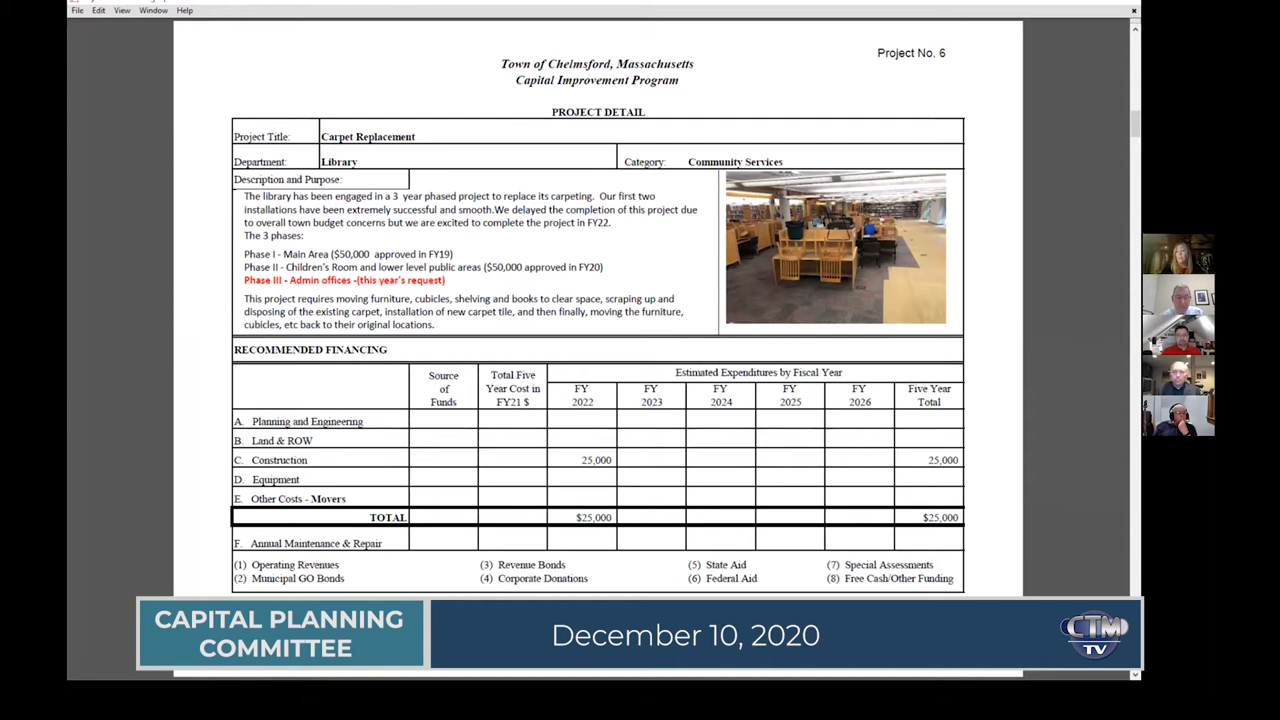 File Edit View Window Help
Project No. 6
Town of Chelmsford, Massachusetts
Capital Improvement Program
PROJECT DETAIL
Project Title: Carpet Replacement
Department: Library Category: Community Services
Description and Purpose:
The library has been engaged in a 3 year phased project to replace its carpeting. Our first two
installations have been extremely successful and smooth.We delayed the completion of this project due
to overall town budget concerns but we are excited to complete the project in FY22.
The 3 phases:
Phase I - Main Area ($50,000 approved in FY19)
Phase II - Children's Room and lower level public areas ($50,000 approved in FY20)
Phase III - Admin offices -(this year's request)
This project requires moving furniture, cubicles, shelving and books to clear space, scraping up and
disposing of the existing carpet, installation of new carpet tile, and then finally, moving the furniture,
cubicles, etc back to their original locations.
RECOMMENDED FINANCING
Source Total Five Estimated Expenditures by Fiscal Year
of Year Cost in FY FY FY FY FY Five Year
Funds FY21 $ 2022 2023 2024 2025 2026 Total
A. Planning and Engineering
B. Land & ROW
C. Construction 25,000 25,000
D. Equipment
E. Other Costs - Movers
TOTAL $25,000 $25,000
F. Annual Maintenance & Repair
(1) Operating Revenues (3) Revenue Bonds (5) State Aid (7) Special Assessments
(2) Municipal GO Bonds (4) Corporate Donations (6) Federal Aid (8) Free Cash/Other Funding
CAPITAL PLANNING
COMMITTEE
December 10, 2020
CTM
TV